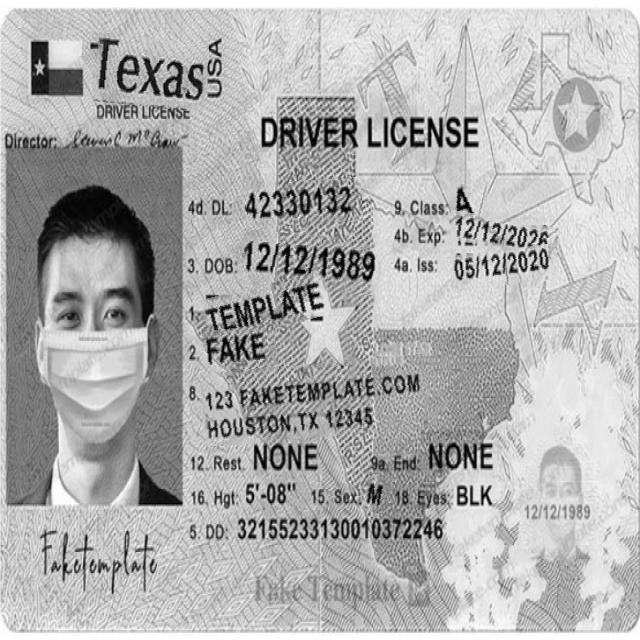 Texas USA
DRIVER LICENSE
Director:
DRIVER LICENSE
4d. DL: 42330132
9. Class: A
4b. Exp: 12/12/2026
3. DOB: 12/12/1989
4a. Iss: 05/12/2020
1. TEMPLATE
2. FAKE
8. 123 FAKETEMPLATE.COM
HOUSTON,TX 12345
12. Rest. NONE
9a. End: NONE
16. Hgt: 5'-08"
15. Sex: M
18. Eyes: BLK
12/12/1989
5. DD: 32155233130010372246
Faketemplate
Fake Template